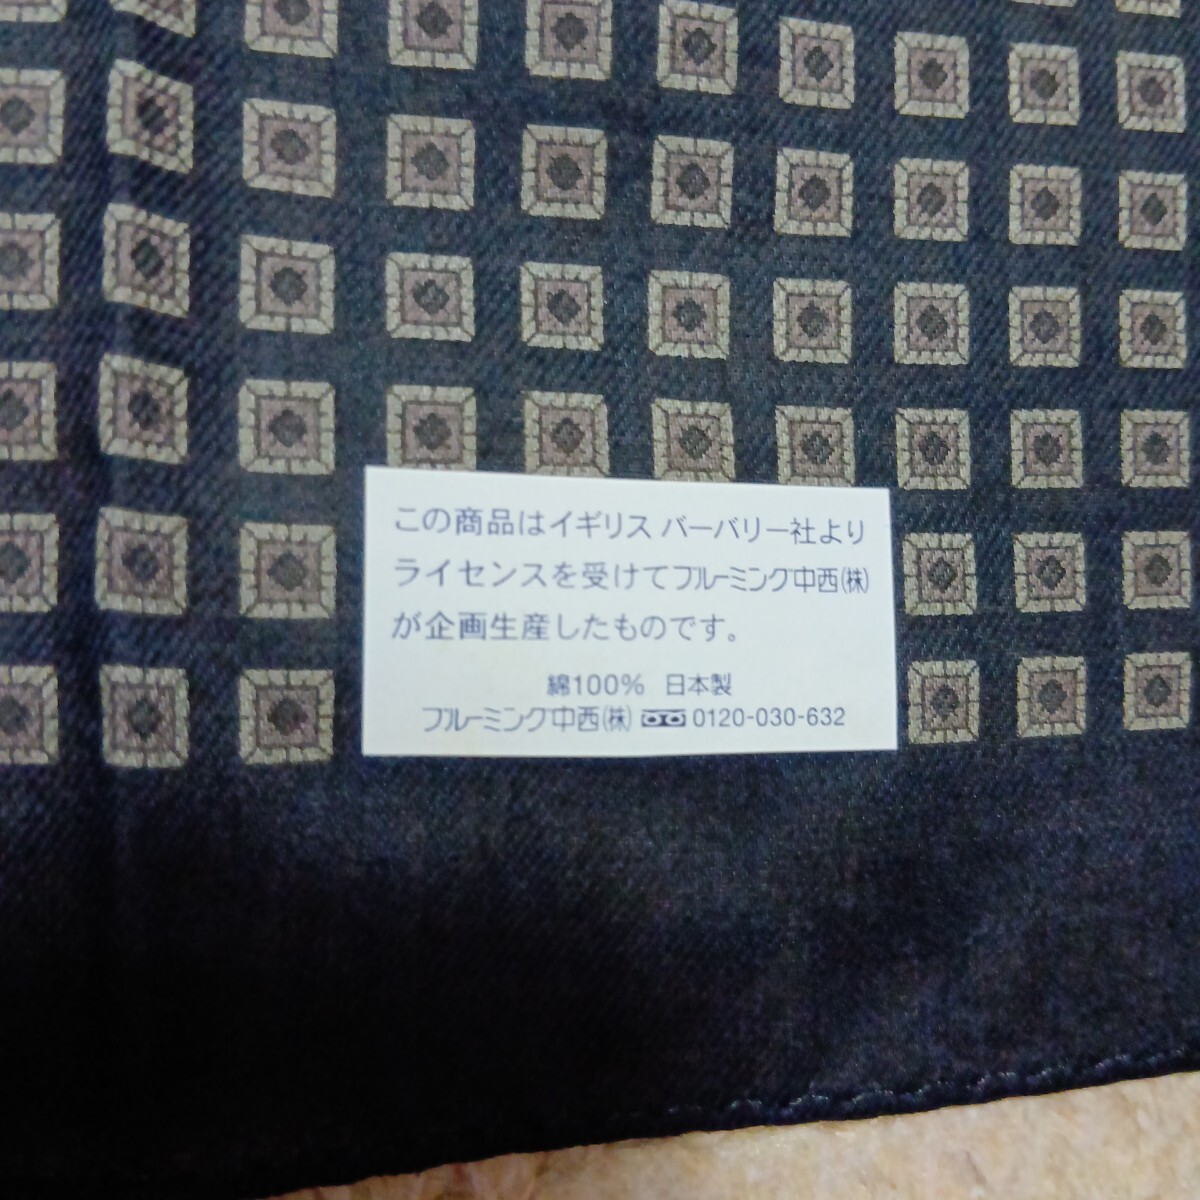 この商品はイギリス バーバリー社より
ライセンスを受けてブルーミング中西㈱
が企画生産したものです。
綿100% 日本製
ブルーミング中西㈱ 0120-030-632